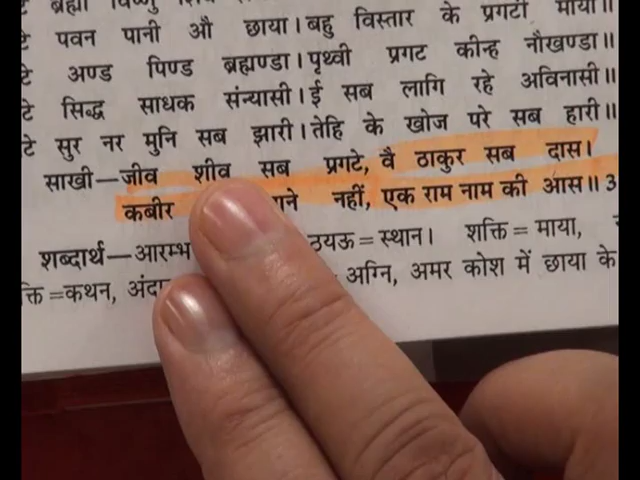 ब्रह्मा विष्णु
पवन पानी औ छाया। बहु विस्तार के प्रगटी माया॥
टे अण्ड पिण्ड ब्रह्मण्डा। पृथ्वी प्रगट कीन्ह नौखण्डा॥
टे सिद्ध साधक संन्यासी। ई सब लागि रहे अविनासी॥
टे सुर नर मुनि सब झारी। तेहि के खोज परे सब हारी॥
साखी—जीव शीव सब प्रगटे, वै ठाकुर सब दास।
कबीर नहीं, एक राम नाम की आस॥ 3
शब्दार्थ—आरम्भ ठयऊ = स्थान। शक्ति = माया,
क्ति = कथन, अग्नि, अमर कोश में छाया के